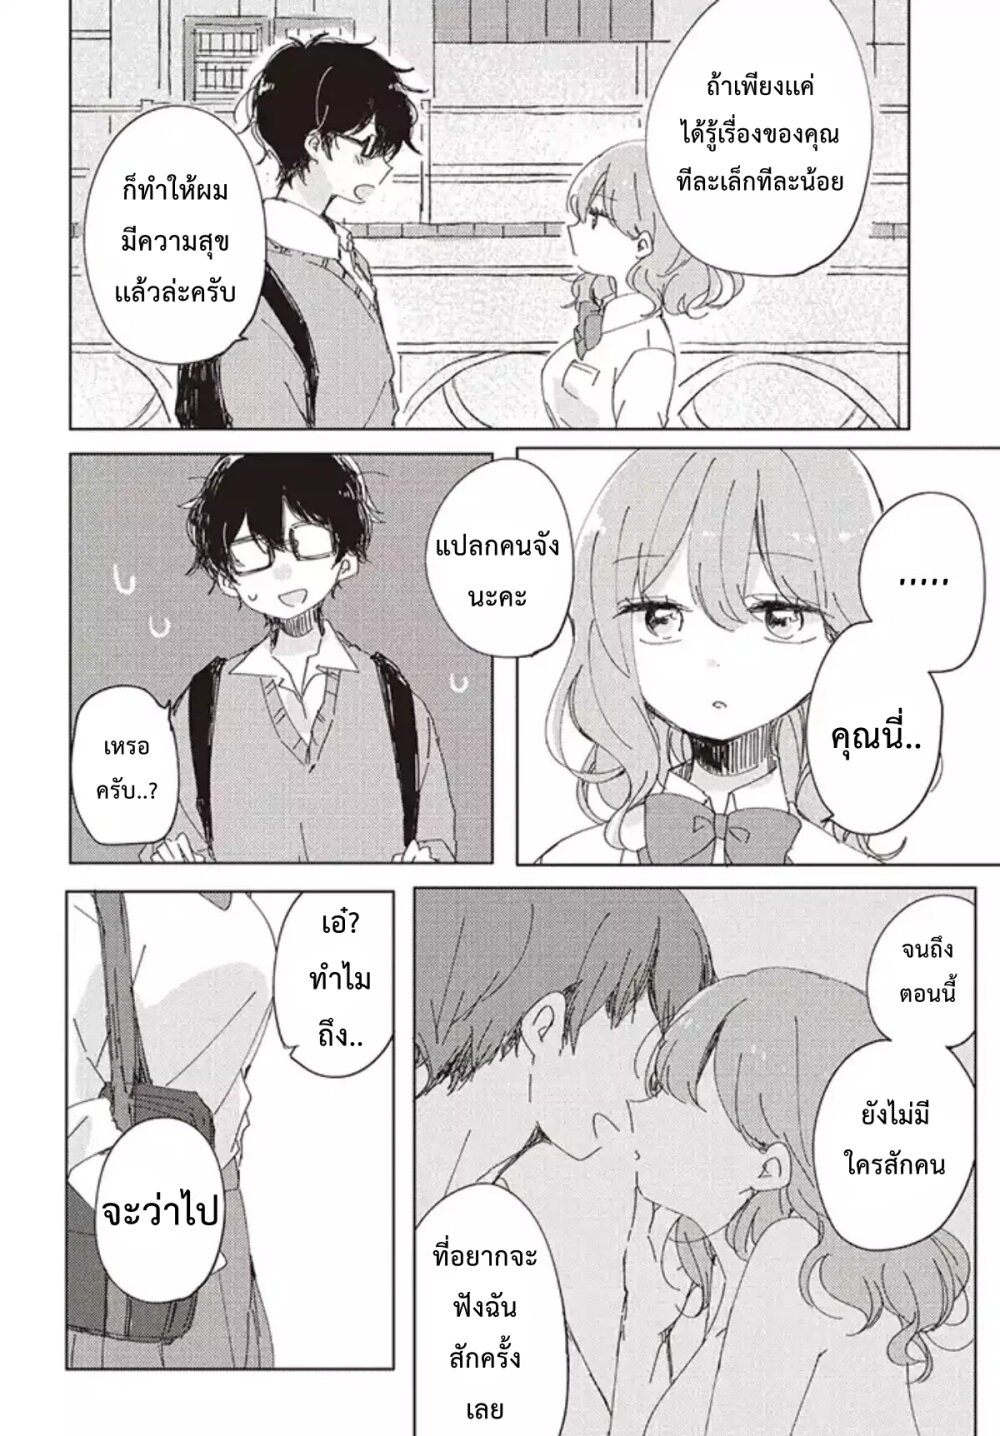 ถ้าเพียงแค่
ได้รู้เรื่องของคุณ
ทีละเล็กทีละน้อย
ก็ทำให้ผม
มีความสุข
แล้วล่ะครับ
.....
คุณนี่..
แปลกคนจัง
นะคะ
เหรอ
ครับ..?
จนถึง
ตอนนี้
ยังไม่มี
ใครสักคน
ที่อยากจะ
ฟังฉัน
สักครั้ง
เลย
เอ๋?
ทำไม
ถึง..
จะว่าไป